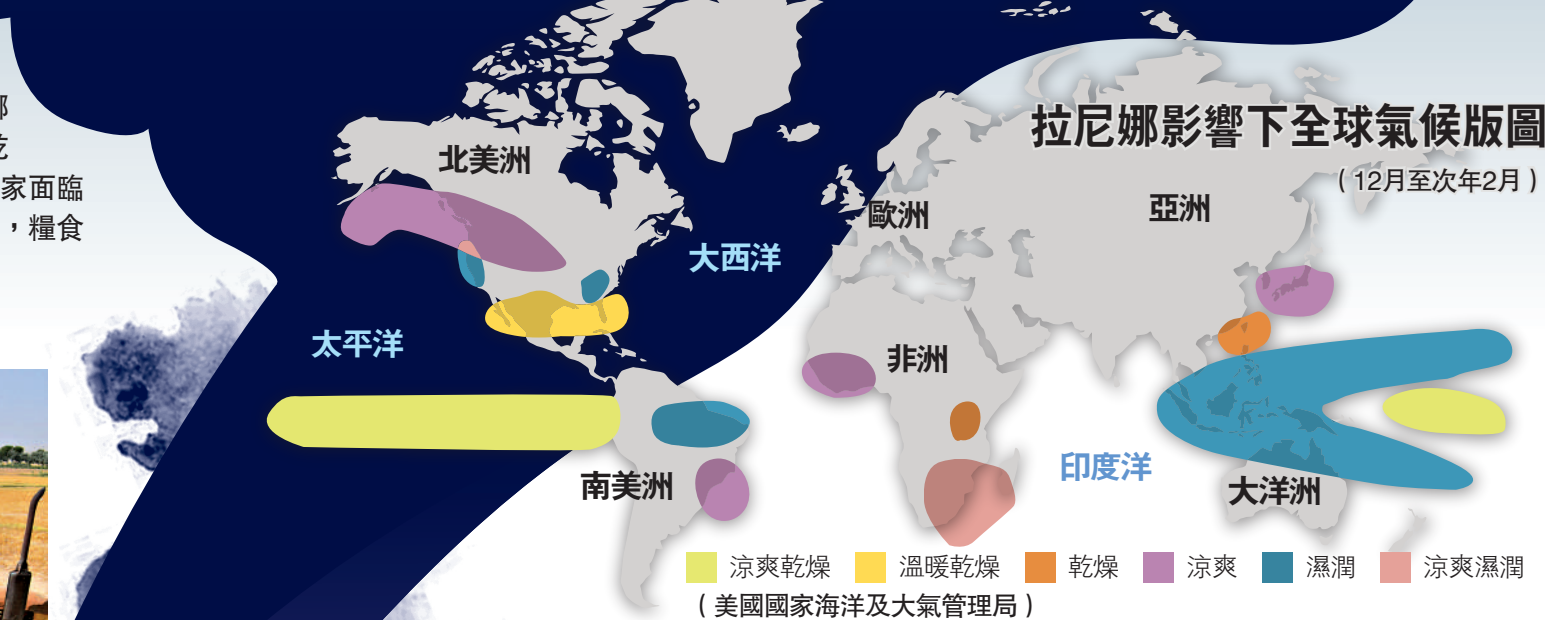 乾
家面臨
，糧食
拉尼娜影響下全球氣候版圖
（12月至次年2月）
北美洲
歐洲
亞洲
大西洋
太平洋
非洲
印度洋
南美洲
大洋洲
涼爽乾燥
溫暖乾燥
乾燥
涼爽
濕潤
涼爽濕潤
（美國國家海洋及大氣管理局）